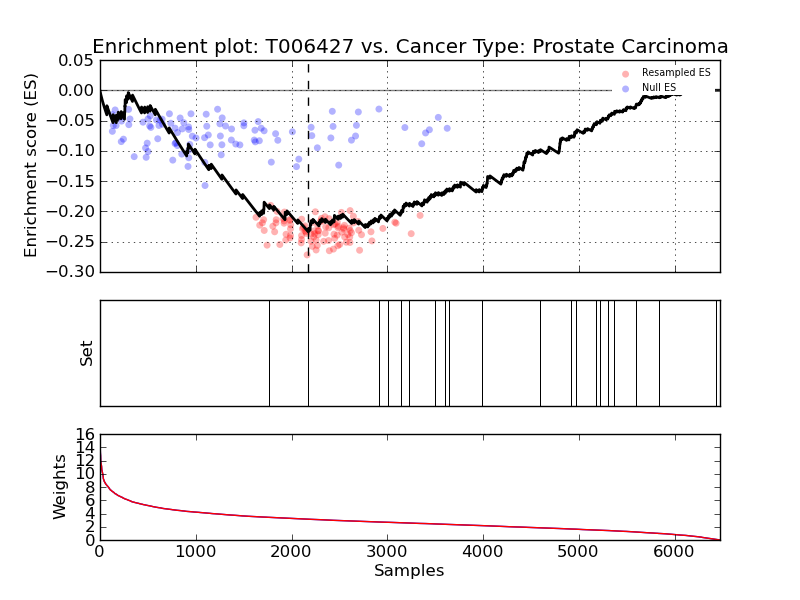 Enrichment plot: T006427 vs. Cancer Type: Prostate Carcinoma
Enrichment score (ES)
0.05
0.00
−0.05
−0.10
−0.15
−0.20
−0.25
−0.30
Resampled ES
Null ES
Set
Weights
16
14
12
10
8
6
4
2
0
0 1000 2000 3000 4000 5000 6000
Samples